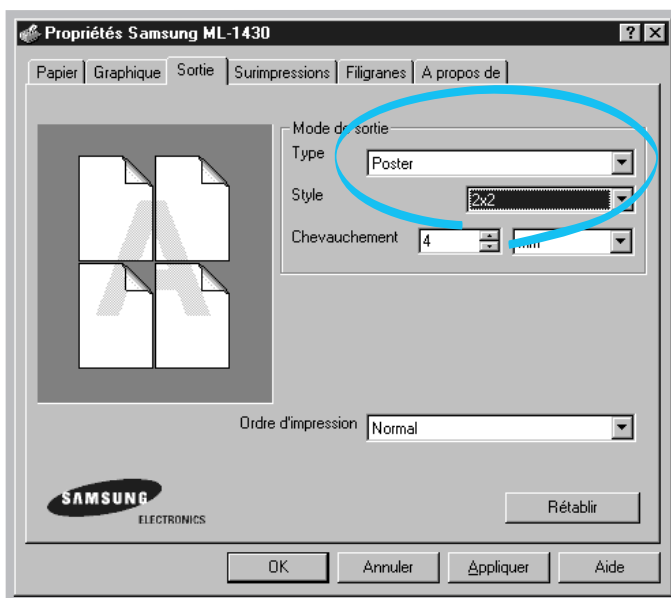 Propriétés Samsung ML-1430
Papier Graphique Sortie Surimpressions Filigranes A propos de
Mode de sortie
Type Poster
Style 2x2
Chevauchement 4 mm
Ordre d'impression Normal
SAMSUNG
ELECTRONICS
Rétablir
OK Annuler Appliquer Aide